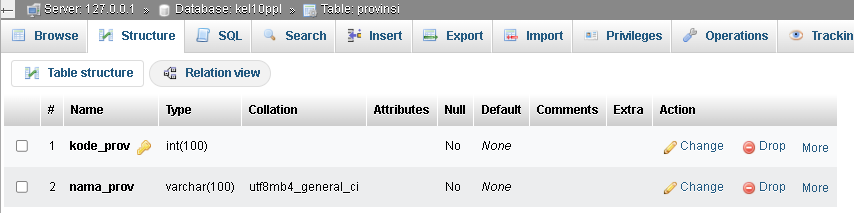 Server: 127.0.0.1 » Database: kel10ppl » Table: provinsi
Browse Structure SQL Search Insert Export Import Privileges Operations Trackin
Table structure Relation view
# Name Type Collation Attributes Null Default Comments Extra Action
1 kode_prov int(100) No None Change Drop More
2 nama_prov varchar(100) utf8mb4_general_ci No None Change Drop More